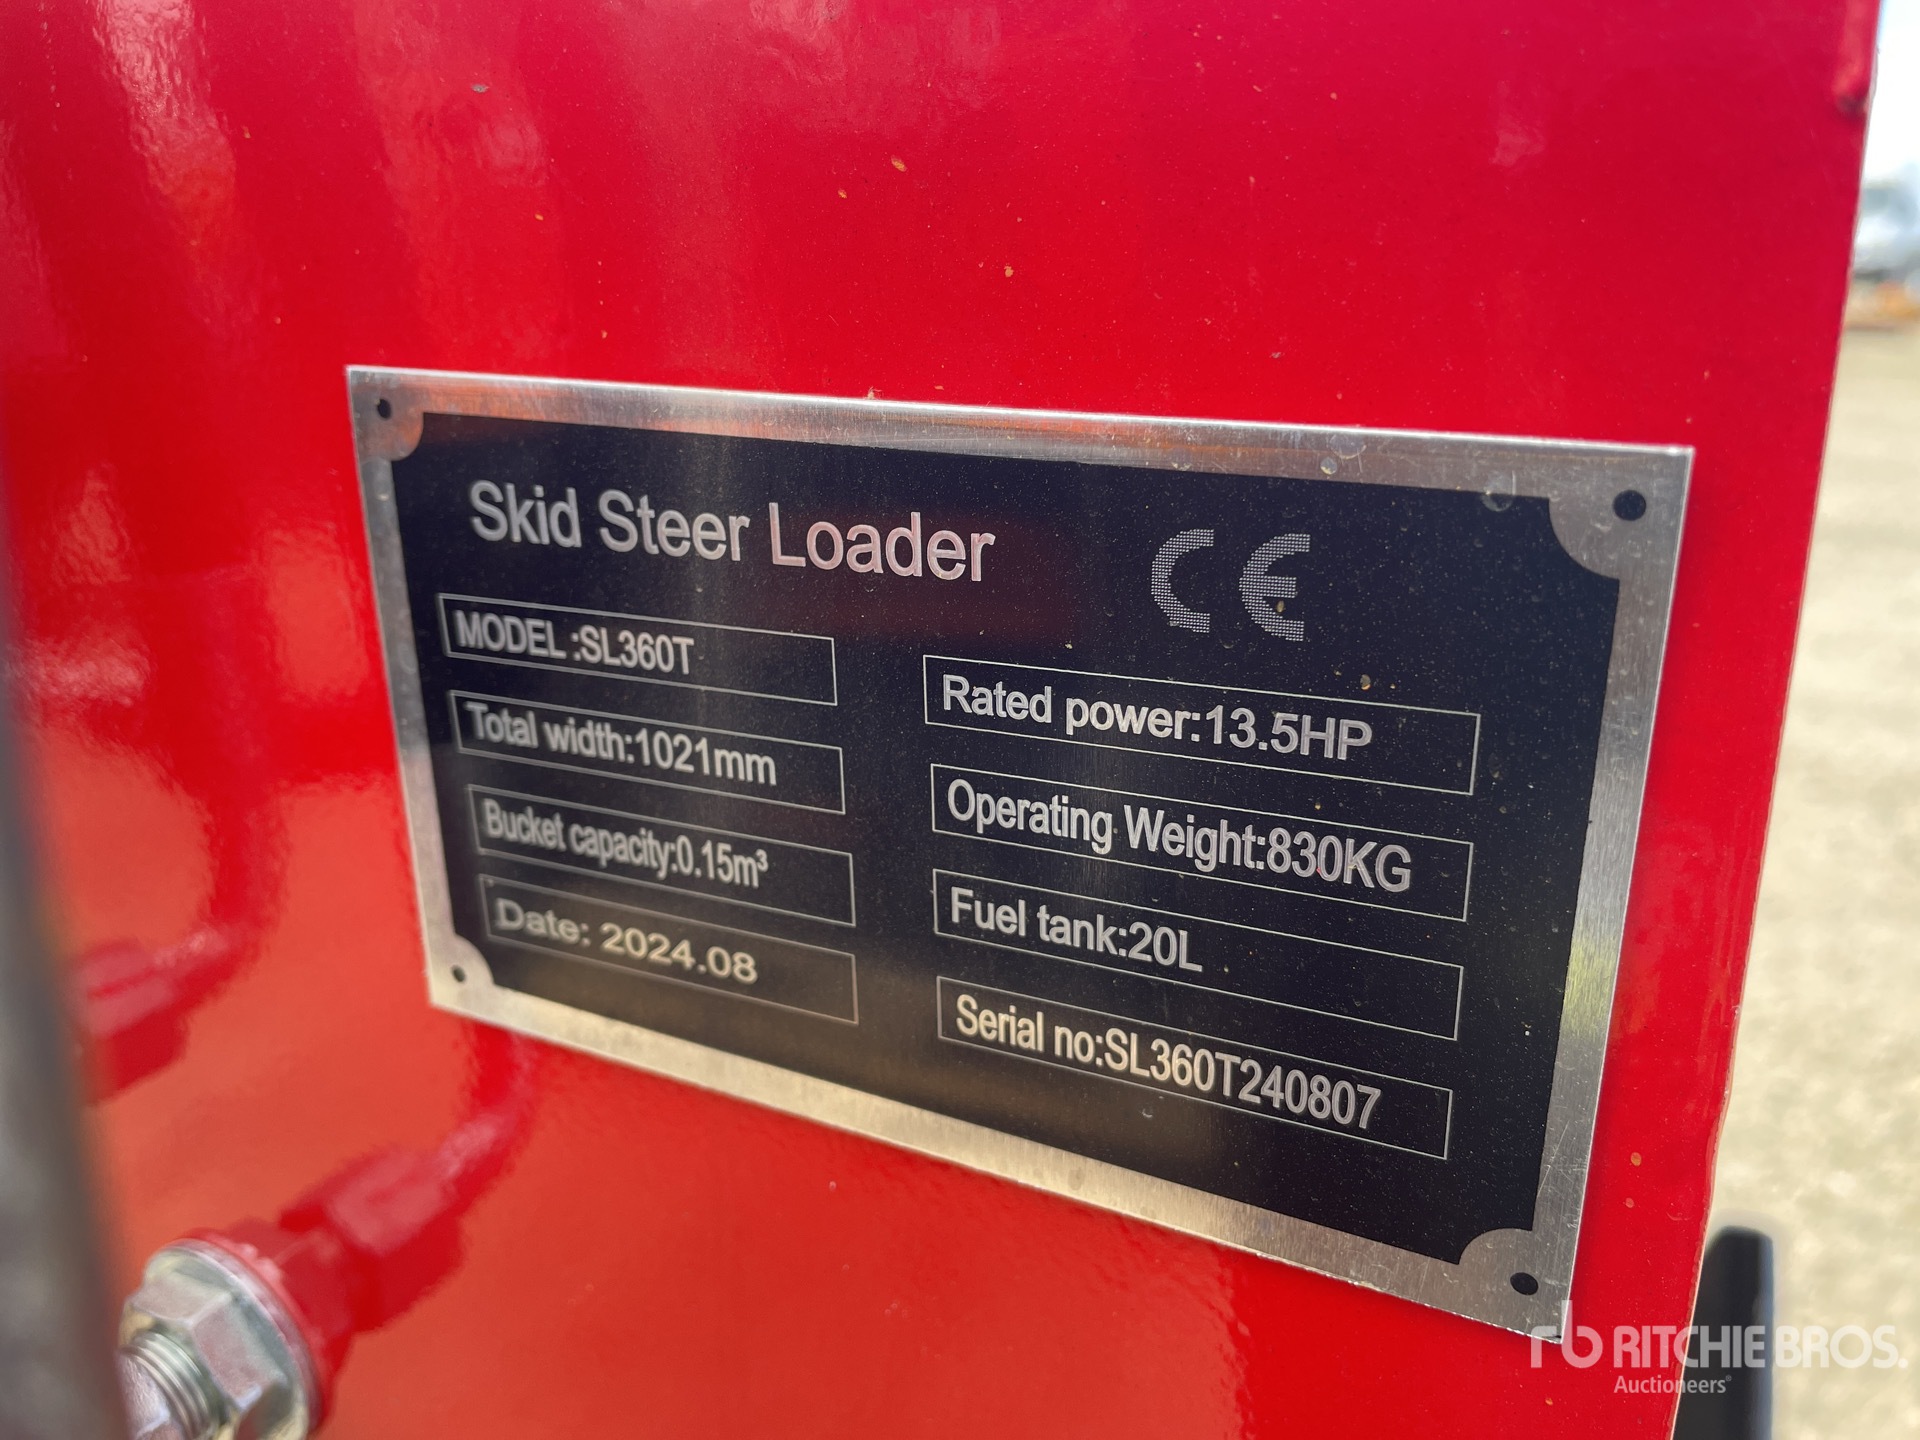 Skid Steer Loader
CE
MODEL :SL360T
Total width:1021mm
Bucket capacity:0.15m³
Date: 2024.08
Rated power:13.5HP
Operating Weight:830KG
Fuel tank:20L
Serial no:SL360T240807
rb RITCHIE BROS.
Auctioneers®